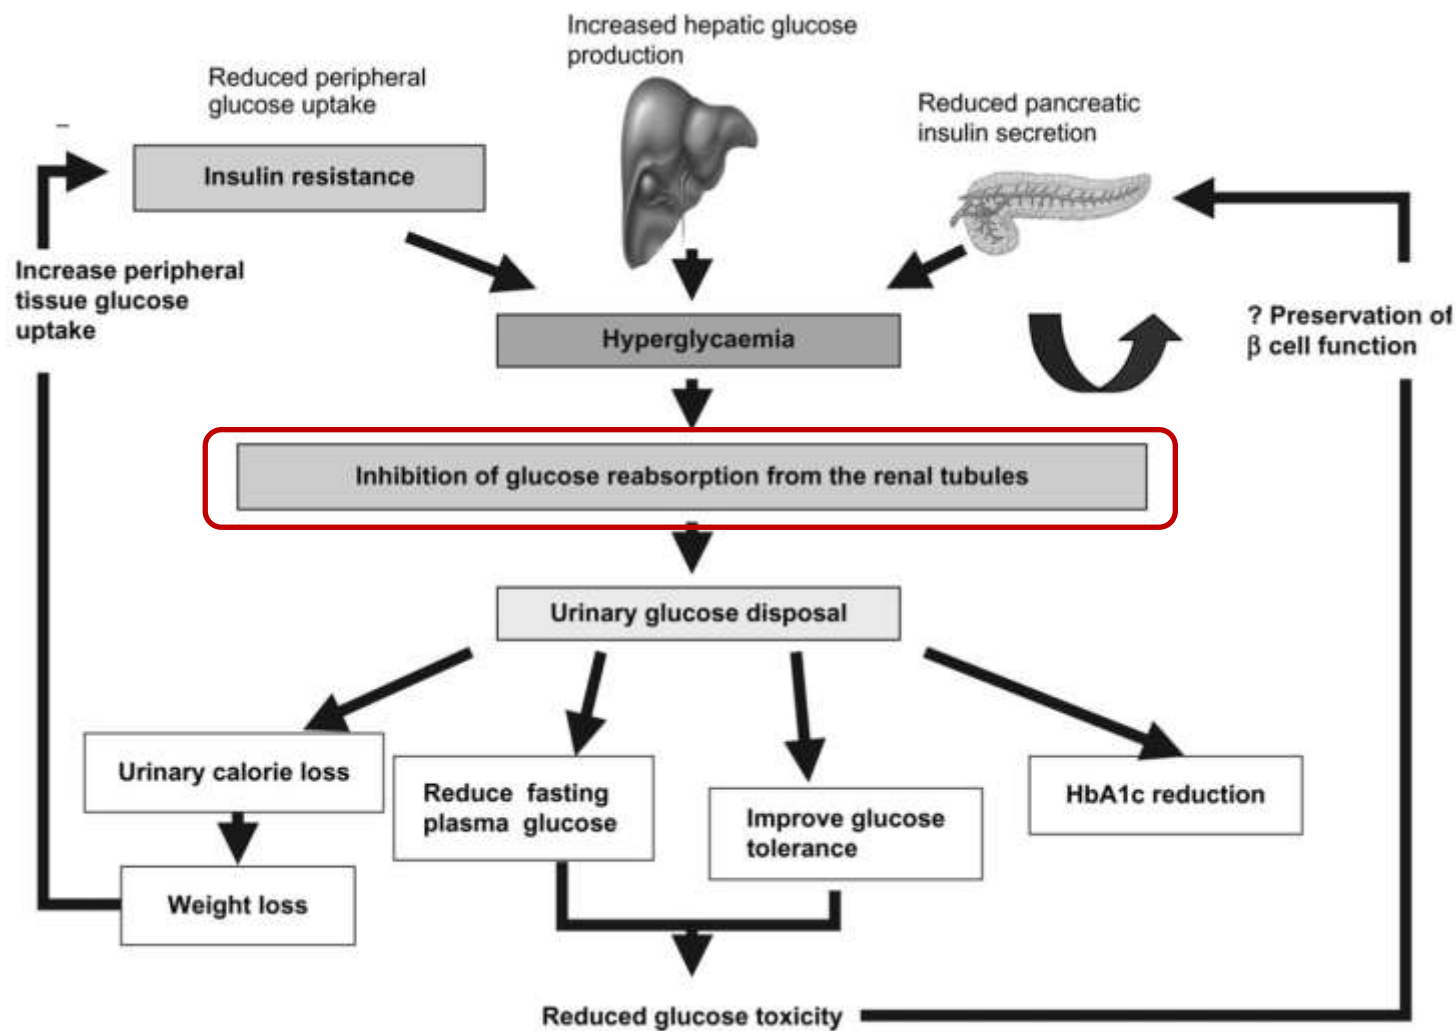 Increased hepatic glucose
production
Reduced peripheral
glucose uptake
Reduced pancreatic
insulin secretion
–
Insulin resistance
Increase peripheral
tissue glucose
uptake
Hyperglycaemia
? Preservation of
β cell function
Inhibition of glucose reabsorption from the renal tubules
Urinary glucose disposal
Urinary calorie loss
Reduce fasting
plasma glucose
Improve glucose
tolerance
HbA1c reduction
Weight loss
Reduced glucose toxicity